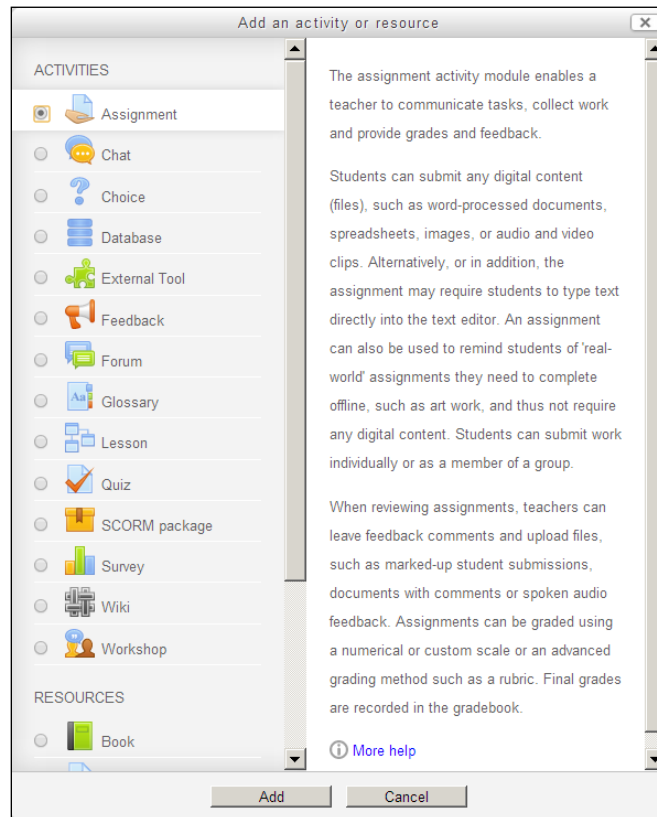 Add an activity or resource
ACTIVITIES
Assignment
Chat
Choice
Database
External Tool
Feedback
Forum
Glossary
Lesson
Quiz
SCORM package
Survey
Wiki
Workshop
RESOURCES
Book
The assignment activity module enables a
teacher to communicate tasks, collect work
and provide grades and feedback.
Students can submit any digital content
(files), such as word-processed documents,
spreadsheets, images, or audio and video
clips. Alternatively, or in addition, the
assignment may require students to type text
directly into the text editor. An assignment
can also be used to remind students of 'real-
world' assignments they need to complete
offline, such as art work, and thus not require
any digital content. Students can submit work
individually or as a member of a group.
When reviewing assignments, teachers can
leave feedback comments and upload files,
such as marked-up student submissions,
documents with comments or spoken audio
feedback. Assignments can be graded using
a numerical or custom scale or an advanced
grading method such as a rubric. Final grades
are recorded in the gradebook.
More help
Add
Cancel